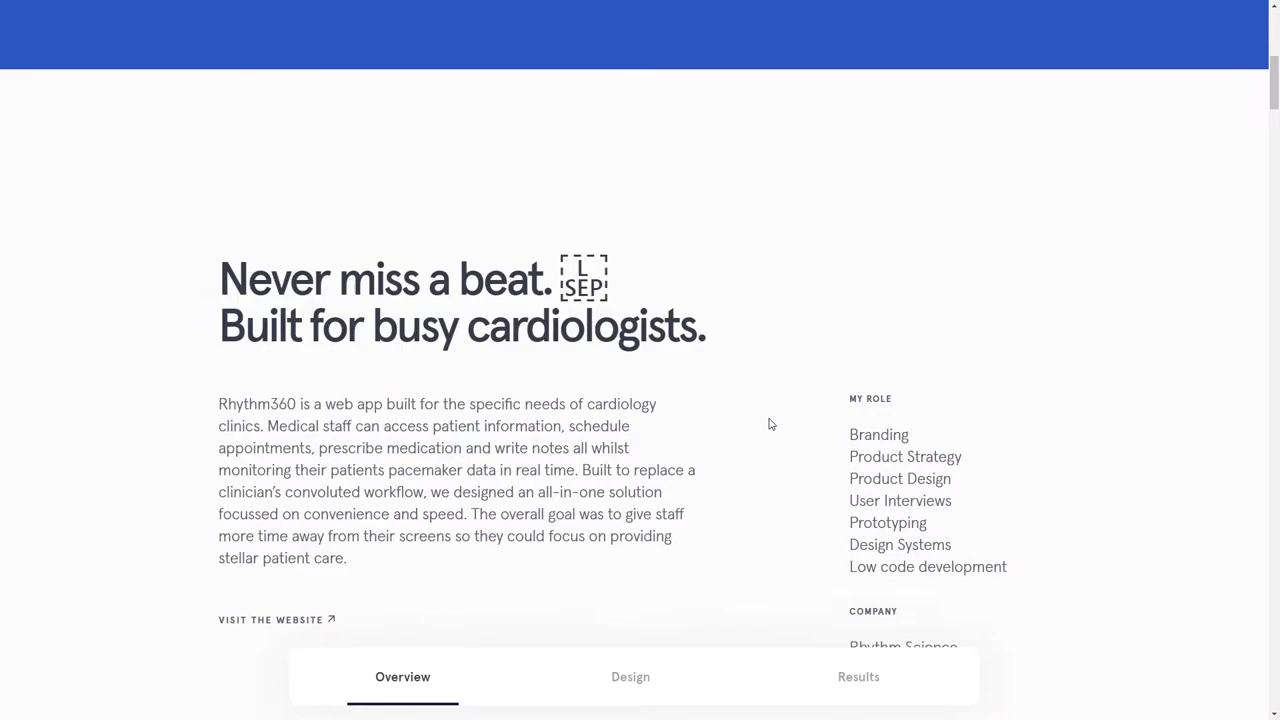 Never miss a beat. L SEP
Built for busy cardiologists.
Rhythm360 is a web app built for the specific needs of cardiology
clinics. Medical staff can access patient information, schedule
appointments, prescribe medication and write notes all whilst
monitoring their patients pacemaker data in real time. Built to replace a
clinician’s convoluted workflow, we designed an all-in-one solution
focussed on convenience and speed. The overall goal was to give staff
more time away from their screens so they could focus on providing
stellar patient care.
VISIT THE WEBSITE
MY ROLE
Branding
Product Strategy
Product Design
User Interviews
Prototyping
Design Systems
Low code development
COMPANY
Rhythm Science
Overview
Design
Results